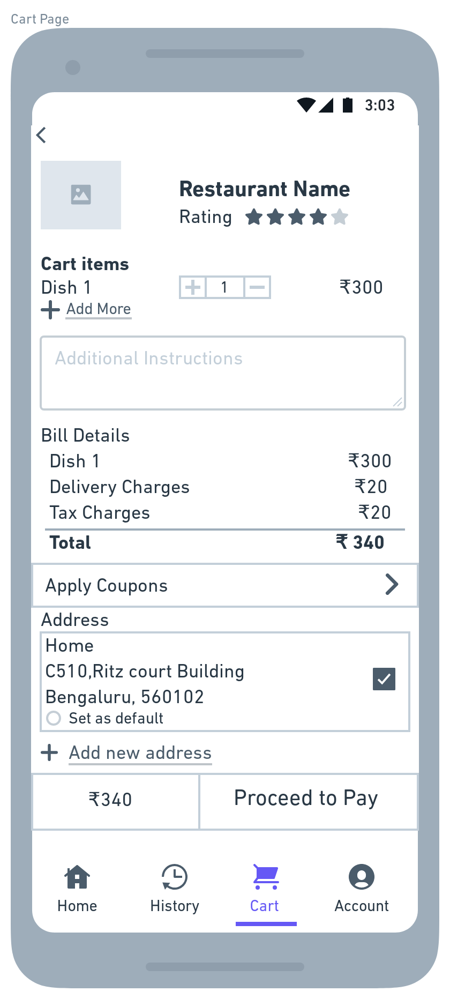 Cart Page
3:03
Restaurant Name
Rating
Cart items
Dish 1 1 ₹300
Add More
Additional Instructions
Bill Details
Dish 1 ₹300
Delivery Charges ₹20
Tax Charges ₹20
Total ₹ 340
Apply Coupons
Address
Home
C510,Ritz court Building
Bengaluru, 560102
Set as default
Add new address
₹340 Proceed to Pay
Home History Cart Account